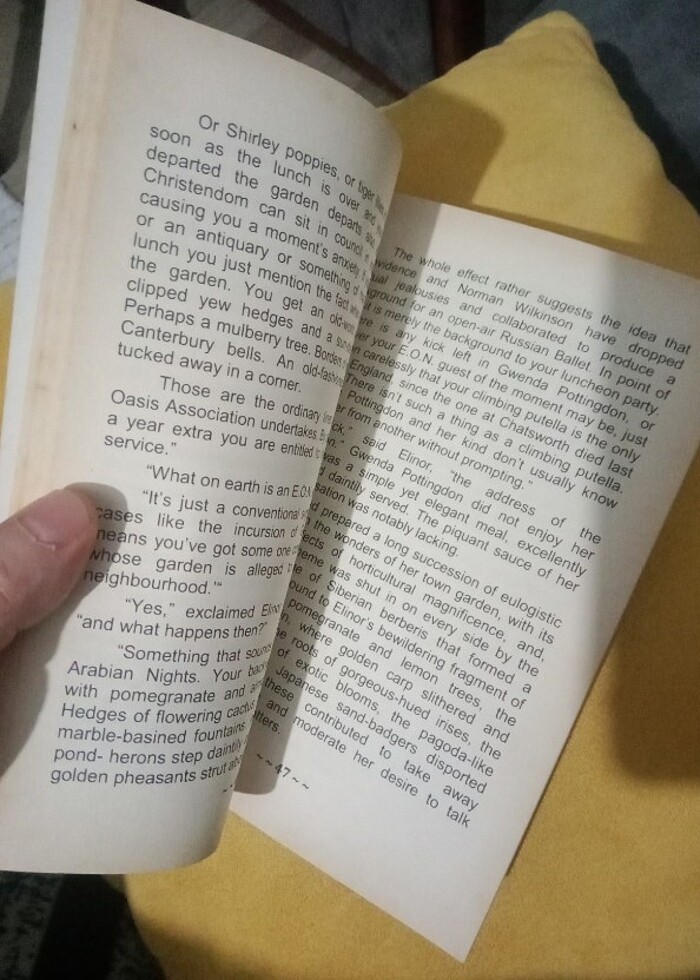 Or Shirley poppies, or tiger
soon as the lunch is over and
departed the garden departs
Christendom can sit in council
causing you a moment's anxiety
or an antiquary or something of
lunch you just mention the fact
the garden. You get an
clipped yew hedges and a
Perhaps a mulberry tree. Borders
Canterbury bells. An
tucked away in a corner.
Those are the ordinary
Oasis Association undertakes
a year extra you are entitled
service."
"What on earth is an E.O.N
"It's just a conventional
cases like the incursion of
means you've got some one
whose garden is alleged
neighbourhood.'"
"Yes," exclaimed
"and what happens then?"
"Something that
Arabian Nights. Your
with pomegranate and
Hedges of flowering cactus
marble-basined fountains
pond- herons step daintily
golden pheasants strut
The whole effect rather suggests the idea that
and Norman Wilkinson have dropped
jealousies and collaborated to produce a
for an open-air Russian Ballet. In point of
it is merely the background to your luncheon party.
is any kick left in Gwenda Pottingdon, or
your E.O.N. guest of the moment may be, just
carelessly that your climbing putella is the only
England, since the one at Chatsworth died last
There isn't such a thing as a climbing putella.
Pottingdon and her kind don't usually know
from another without prompting."
said Elinor, "the address of the
Gwenda Pottingdon did not enjoy her
was a simple yet elegant meal, excellently
daintily served. The piquant sauce of her
was notably lacking.
prepared a long succession of eulogistic
the wonders of her town garden, with its
of horticultural magnificence, and,
was shut in on every side by the
of Siberian berberis that formed a
to Elinor's bewildering fragment of
pomegranate and lemon trees, the
where golden carp slithered and
roots of gorgeous-hued irises, the
of exotic blooms, the pagoda-like
Japanese sand-badgers disported
these contributed to take away
and moderate her desire to talk
~~47~~